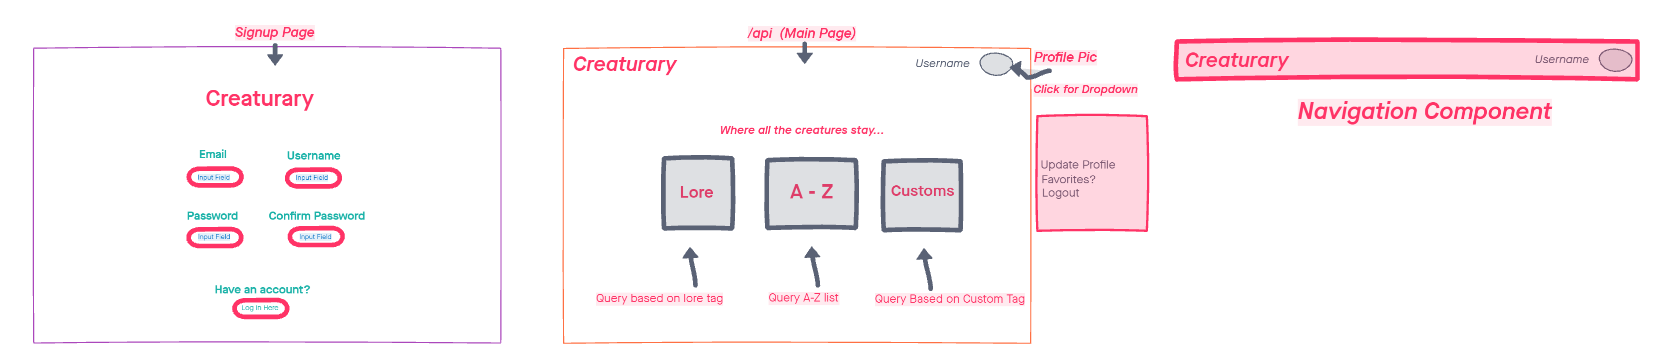 Signup Page
Creaturary
Email
Username
Input Field
Input Field
Password
Confirm Password
Input Field
Input Field
Have an account?
Log In Here
/api (Main Page)
Creaturary
Username
Profile Pic
Click for Dropdown
Where all the creatures stay...
Lore
A - Z
Customs
Update Profile
Favorites?
Logout
Query based on lore tag
Query A-Z list
Query Based on Custom Tag
Creaturary
Username
Navigation Component